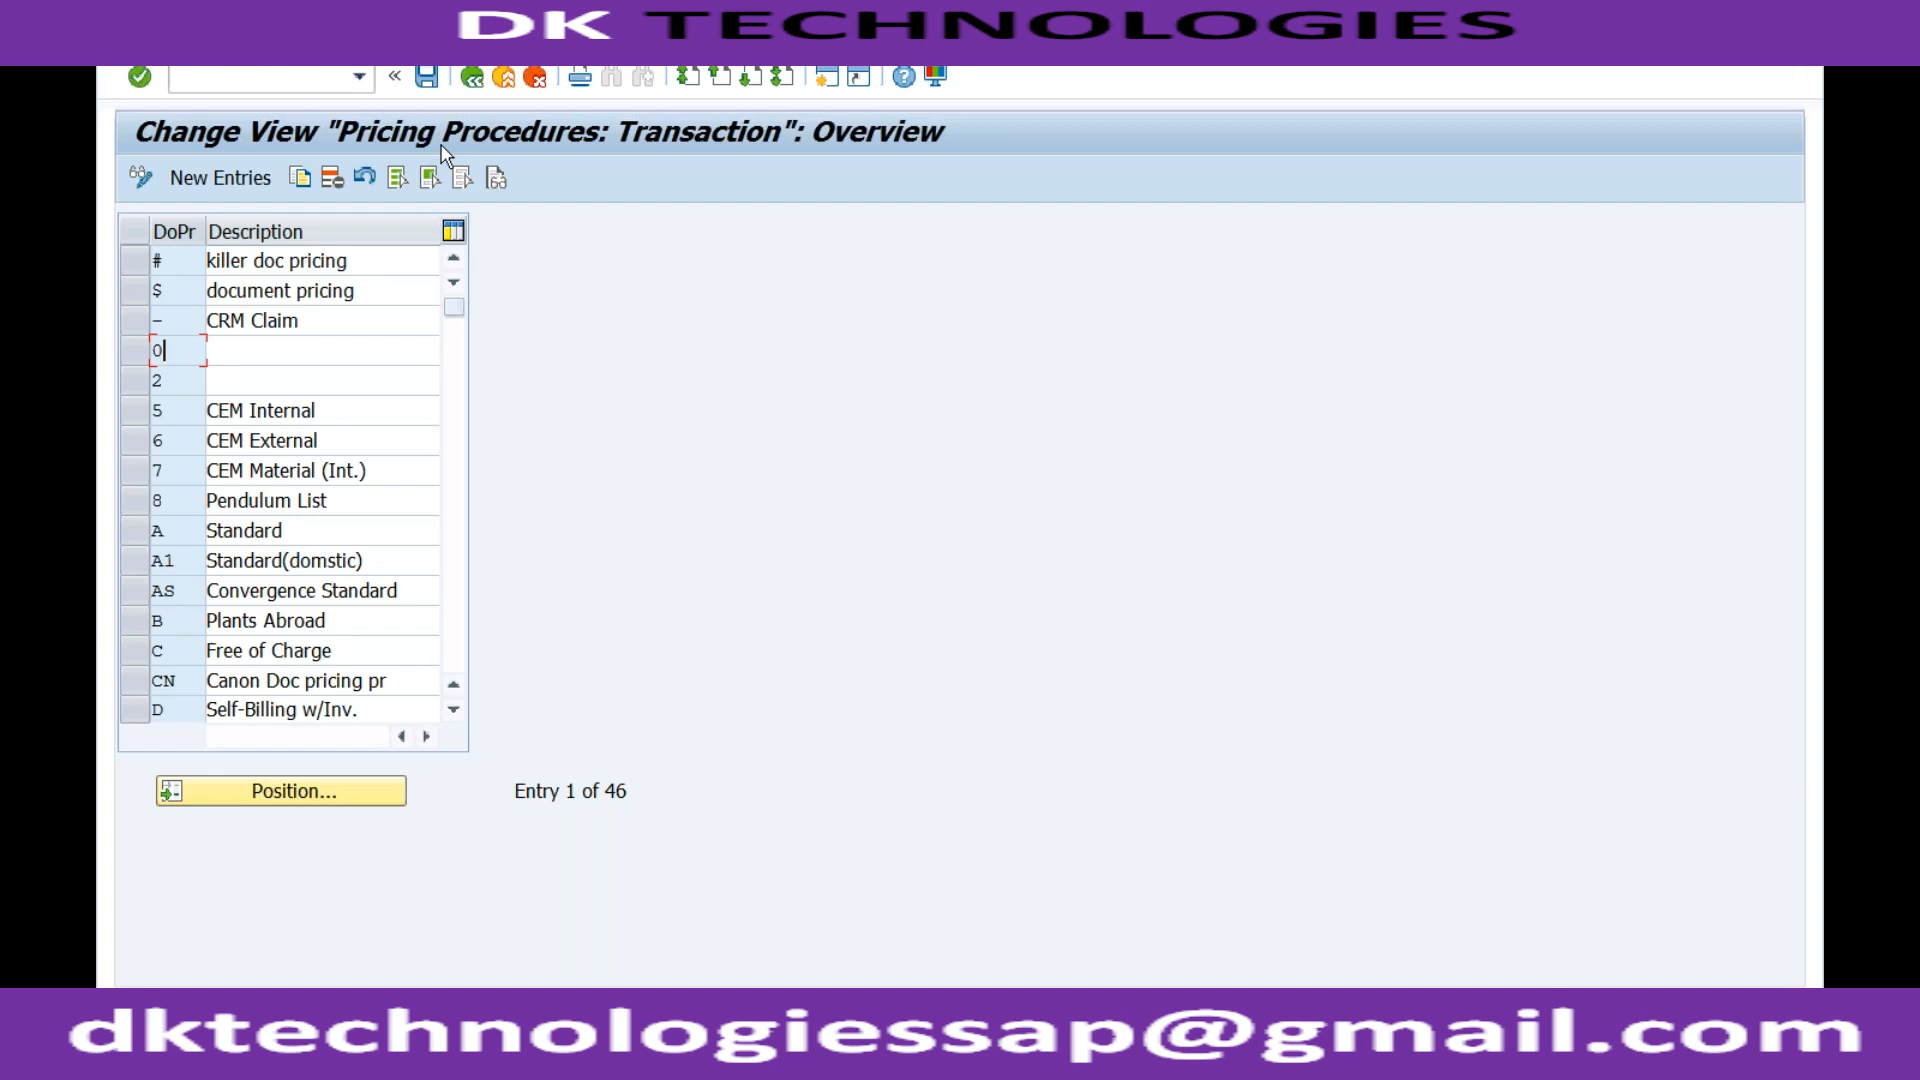 DK TECHNOLOGIES
Change View "Pricing Procedures: Transaction": Overview
New Entries
DoPr Description
# killer doc pricing
$ document pricing
– CRM Claim
0
2
5 CEM Internal
6 CEM External
7 CEM Material (Int.)
8 Pendulum List
A Standard
A1 Standard(domstic)
AS Convergence Standard
B Plants Abroad
C Free of Charge
CN Canon Doc pricing pr
D Self-Billing w/Inv.
Position... Entry 1 of 46
dktechnologiessap@gmail.com